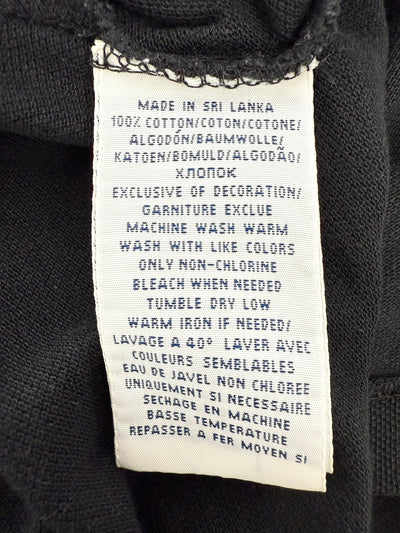 MADE IN SRI LANKA
100% COTTON/COTON/COTONE/
ALGODÓN/BAUMWOLLE/
KATOEN/BOMULD/ALGODÃO/
ХЛОПОК
EXCLUSIVE OF DECORATION/
GARNITURE EXCLUE
MACHINE WASH WARM
WASH WITH LIKE COLORS
ONLY NON-CHLORINE
BLEACH WHEN NEEDED
TUMBLE DRY LOW
WARM IRON IF NEEDED/
LAVAGE A 40° LAVER AVEC
COULEURS SEMBLABLES
EAU DE JAVEL NON CHLOREE
UNIQUEMENT SI NECESSAIRE
SECHAGE EN MACHINE
BASSE TEMPERATURE
REPASSER A FER MOYEN SI